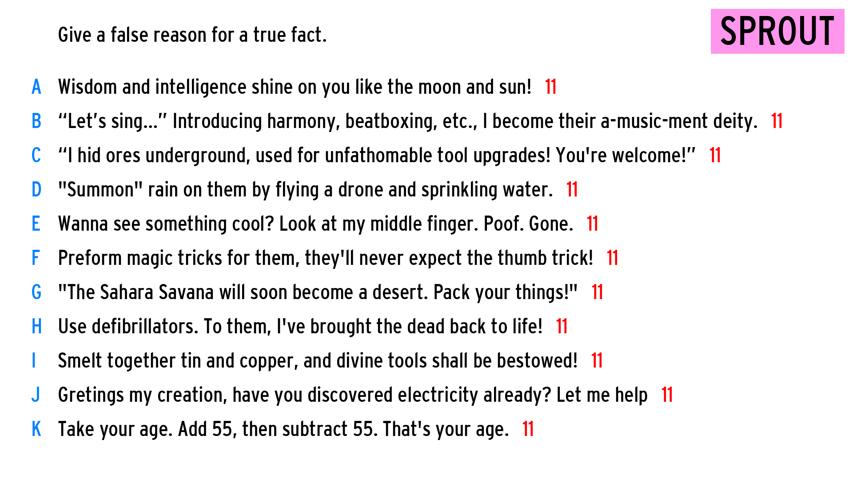 Give a false reason for a true fact.
SPROUT
A Wisdom and intelligence shine on you like the moon and sun! 11
B “Let’s sing...” Introducing harmony, beatboxing, etc., I become their a-music-ment deity. 11
C “I hid ores underground, used for unfathomable tool upgrades! You're welcome!” 11
D "Summon" rain on them by flying a drone and sprinkling water. 11
E Wanna see something cool? Look at my middle finger. Poof. Gone. 11
F Preform magic tricks for them, they'll never expect the thumb trick! 11
G "The Sahara Savana will soon become a desert. Pack your things!" 11
H Use defibrillators. To them, I've brought the dead back to life! 11
I Smelt together tin and copper, and divine tools shall be bestowed! 11
J Gretings my creation, have you discovered electricity already? Let me help 11
K Take your age. Add 55, then subtract 55. That's your age. 11